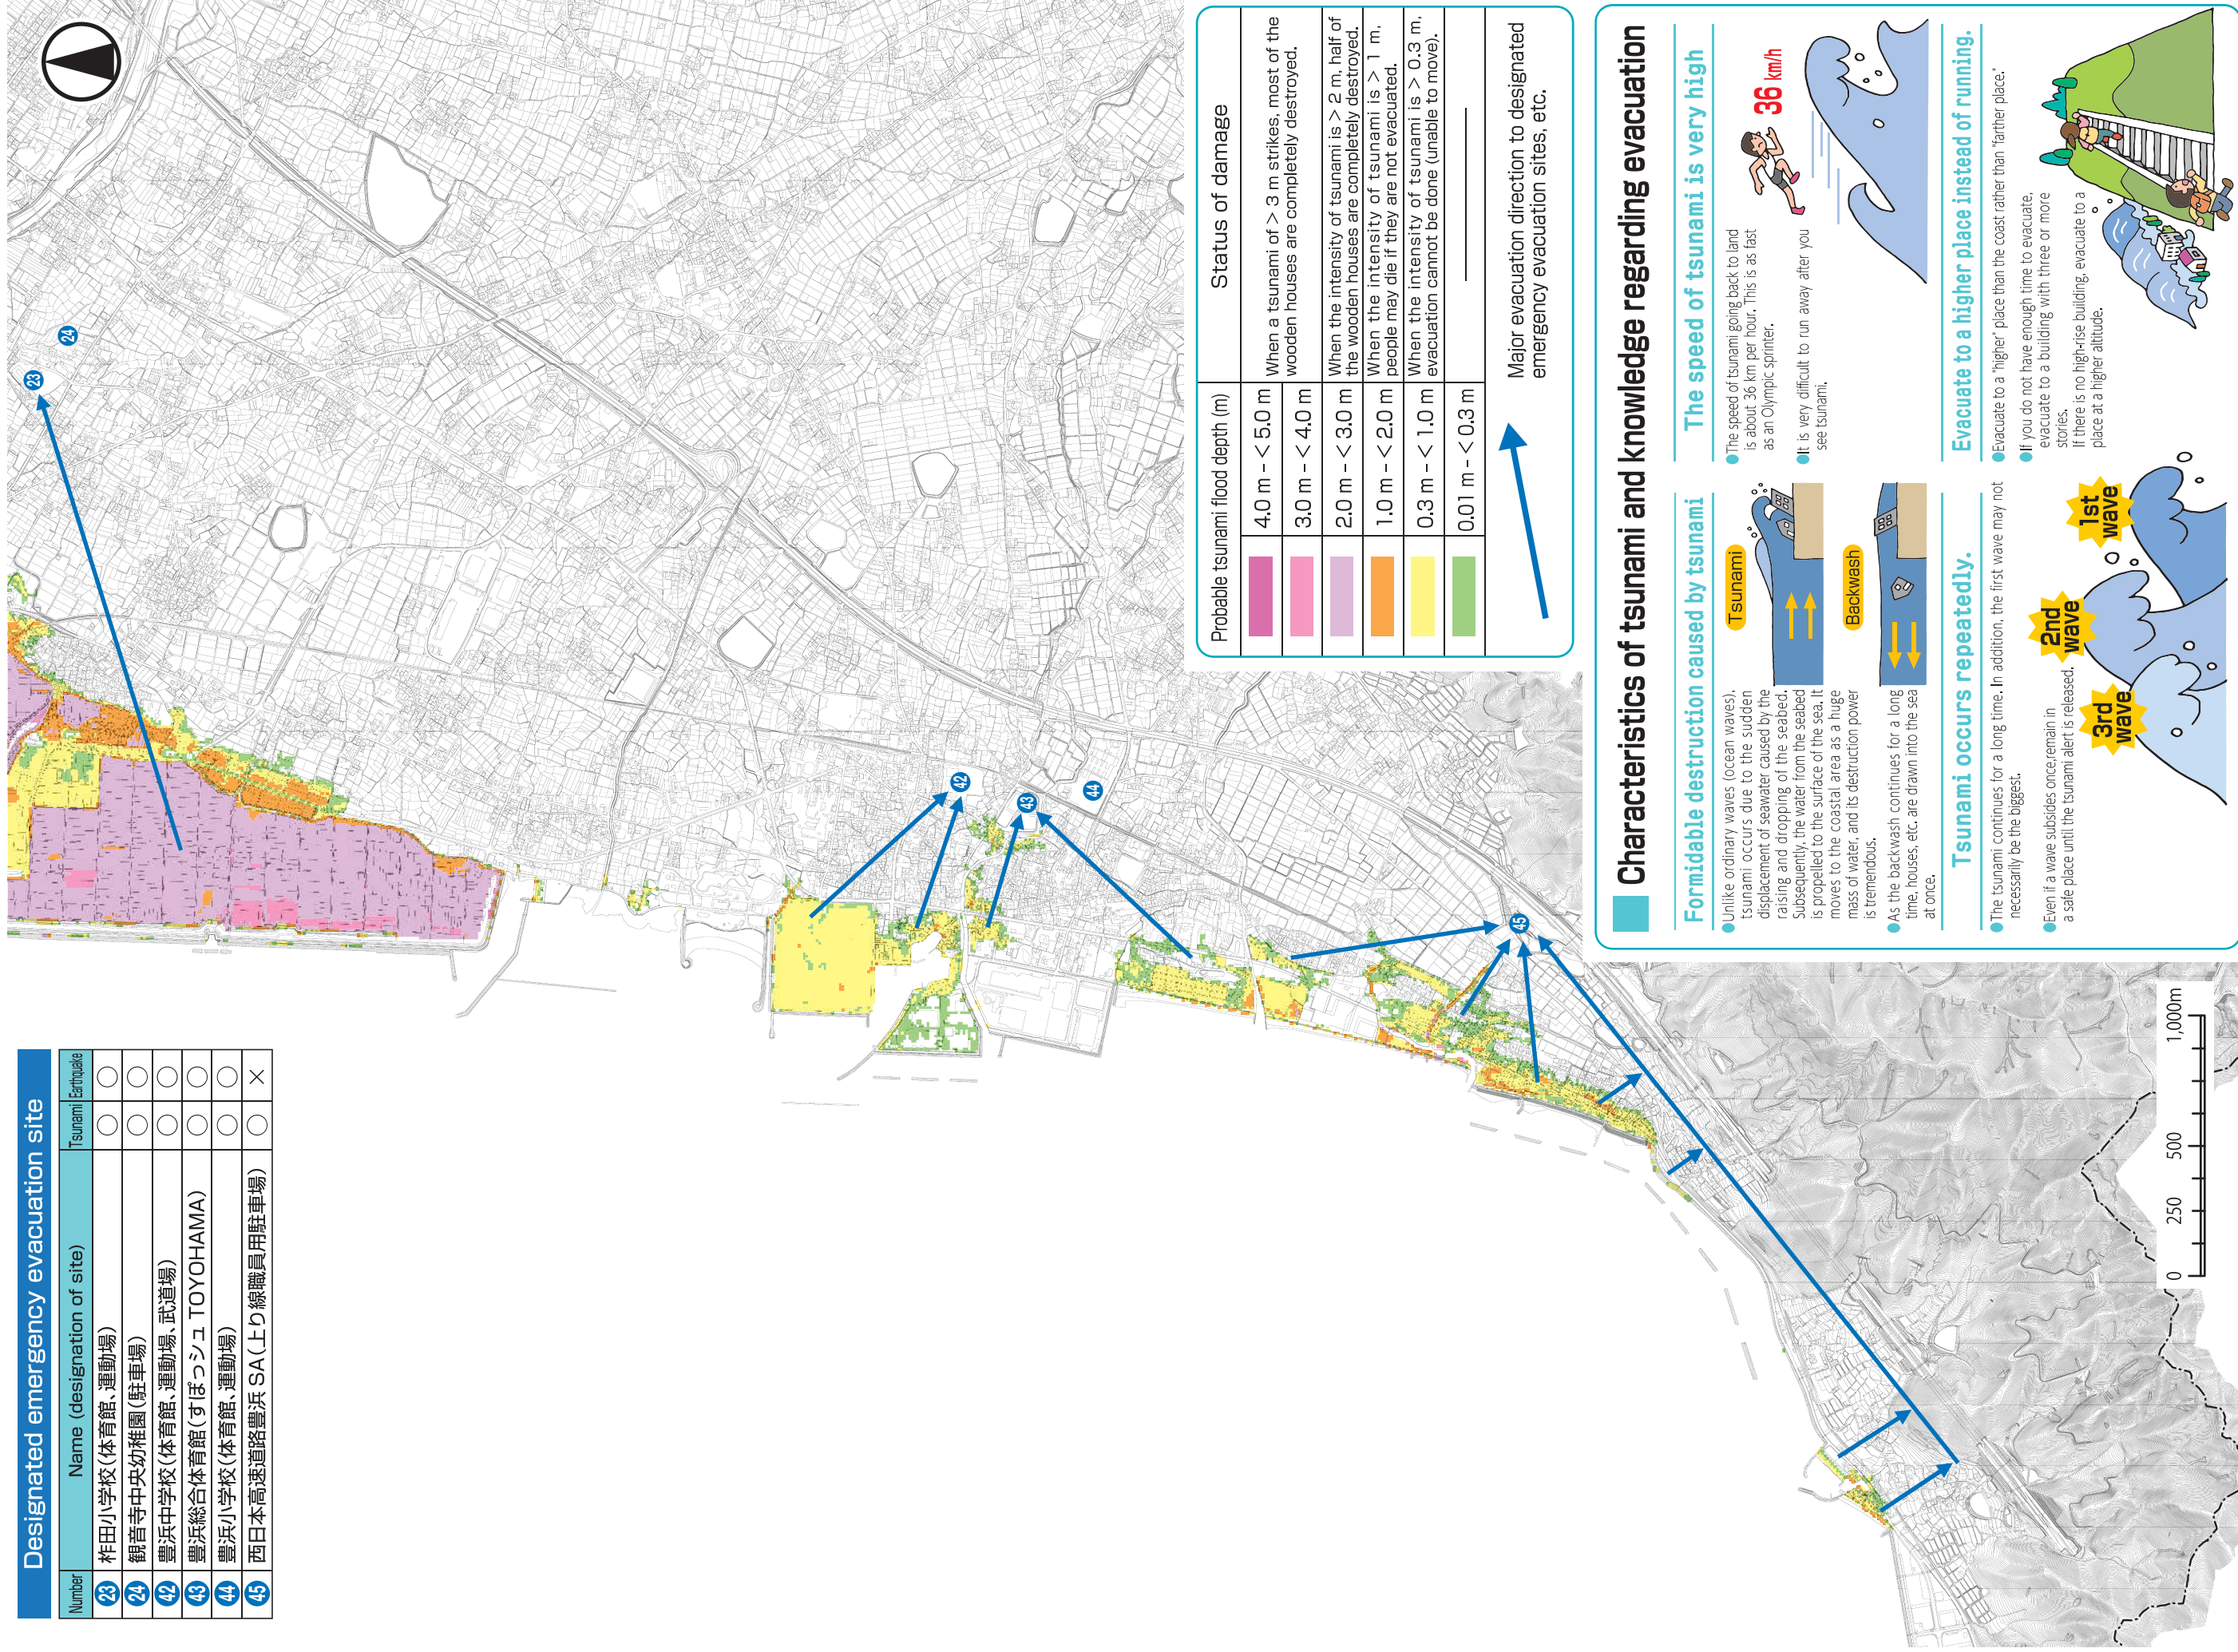 Designated emergency evacuation site
Number Name (designation of site) Tsunami Earthquake
23 柞田小学校(体育館、運動場) ○ ○
24 観音寺中央幼稚園(駐車場) ○ ○
42 豊浜中学校(体育館、運動場、武道場) ○ ○
43 豊浜総合体育館(すぽっシュ TOYOHAMA) ○ ○
44 豊浜小学校(体育館、運動場) ○ ○
45 西日本高速道路豊浜 SA(上り線職員用駐車場) ○ ×
23
24
42
43
44
45
Probable tsunami flood depth (m) Status of damage
4.0 m – < 5.0 m
3.0 m – < 4.0 m
When a tsunami of > 3 m strikes, most of the
wooden houses are completely destroyed.
2.0 m – < 3.0 m
When the intensity of tsunami is > 2 m, half of
the wooden houses are completely destroyed.
1.0 m – < 2.0 m
When the intensity of tsunami is > 1 m,
people may die if they are not evacuated.
0.3 m – < 1.0 m
When the intensity of tsunami is > 0.3 m,
evacuation cannot be done (unable to move).
0.01 m – < 0.3 m
Major evacuation direction to designated
emergency evacuation sites, etc.
Characteristics of tsunami and knowledge regarding evacuation
Formidable destruction caused by tsunami
●Unlike ordinary waves (ocean waves),
tsunami occurs due to the sudden
displacement of seawater caused by the
raising and dropping of the seabed.
Subsequently, the water from the seabed
is propelled to the surface of the sea. It
moves to the coastal area as a huge
mass of water, and its destruction power
is tremendous.
●As the backwash continues for a long
time, houses, etc. are drawn into the sea
at once.
Tsunami
Backwash
The speed of tsunami is very high
●The speed of tsunami going back to land
is about 36 km per hour. This is as fast
as an Olympic sprinter.
●It is very difficult to run away after you
see tsunami.
36 km/h
Tsunami occurs repeatedly.
●The tsunami continues for a long time. In addition, the first wave may not
necessarily be the biggest.
●Even if a wave subsides once,remain in
a safe place until the tsunami alert is released.
3rd
wave
2nd
wave
1st
wave
Evacuate to a higher place instead of running.
●Evacuate to a "higher" place than the coast rather than "farther place."
●If you do not have enough time to evacuate,
evacuate to a building with three or more
stories.
If there is no high-rise building, evacuate to a
place at a higher altitude.
0 250 500 1,000m